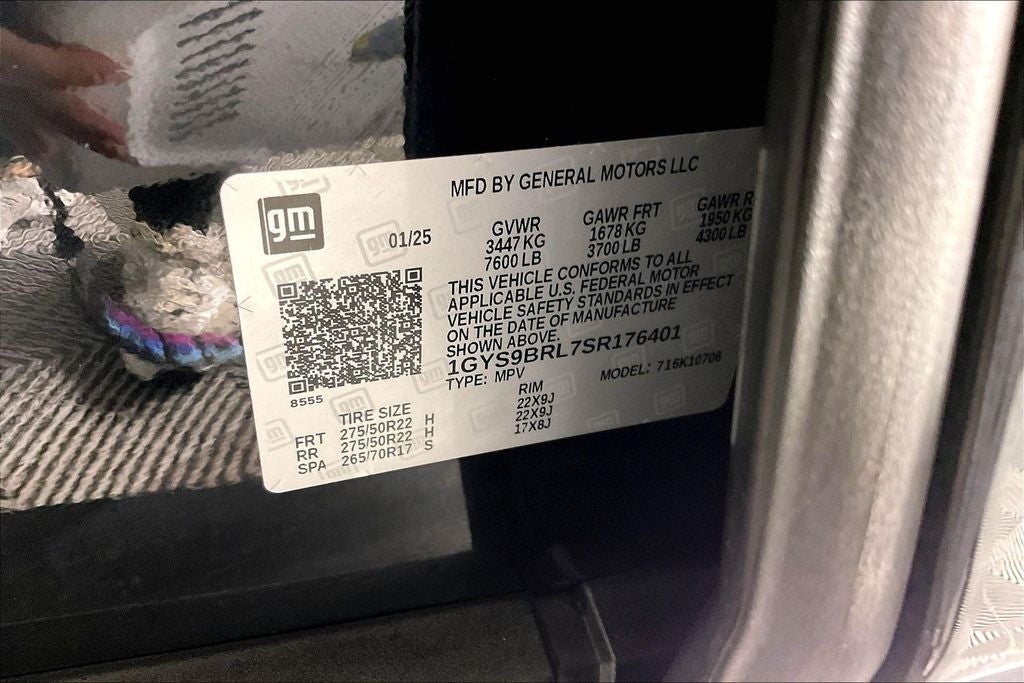 MFD BY GENERAL MOTORS LLC
gm
01/25
GVWR GAWR FRT GAWR R
3447 KG 1678 KG 1950 KG
7600 LB 3700 LB 4300 LB
THIS VEHICLE CONFORMS TO ALL
APPLICABLE U.S. FEDERAL MOTOR
VEHICLE SAFETY STANDARDS IN EFFECT
ON THE DATE OF MANUFACTURE
SHOWN ABOVE.
1GYS9BRL7SR176401
TYPE: MPV MODEL: 716K10706
8555
TIRE SIZE RIM
FRT 275/50R22 H 22X9J
RR 275/50R22 H 22X9J
SPA 265/70R17 S 17X8J